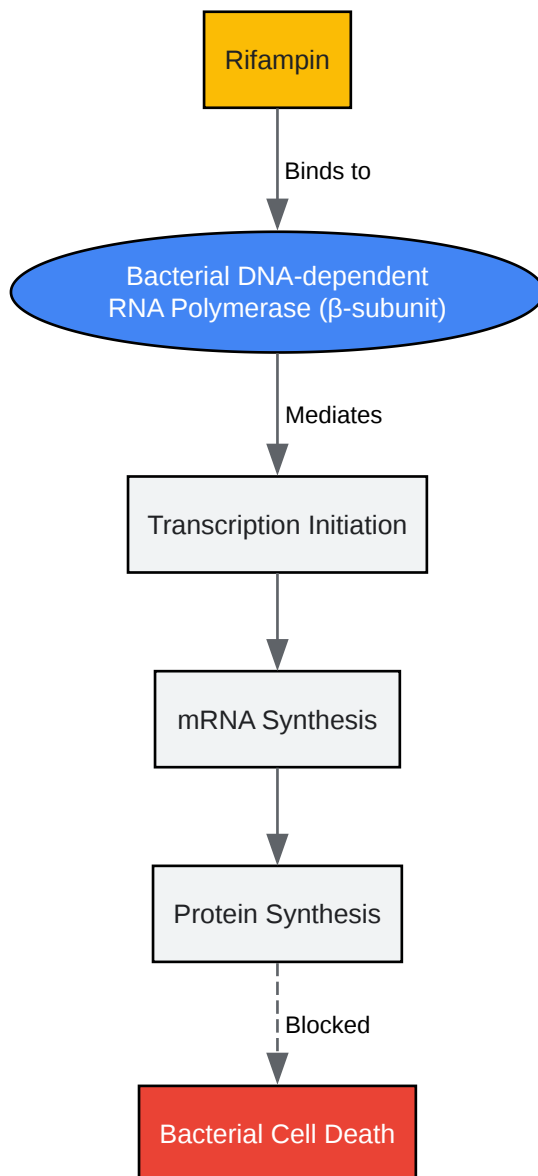 Rifampin
Binds to
Bacterial DNA-dependent
RNA Polymerase (β-subunit)
Mediates
Transcription Initiation
mRNA Synthesis
Protein Synthesis
Blocked
Bacterial Cell Death